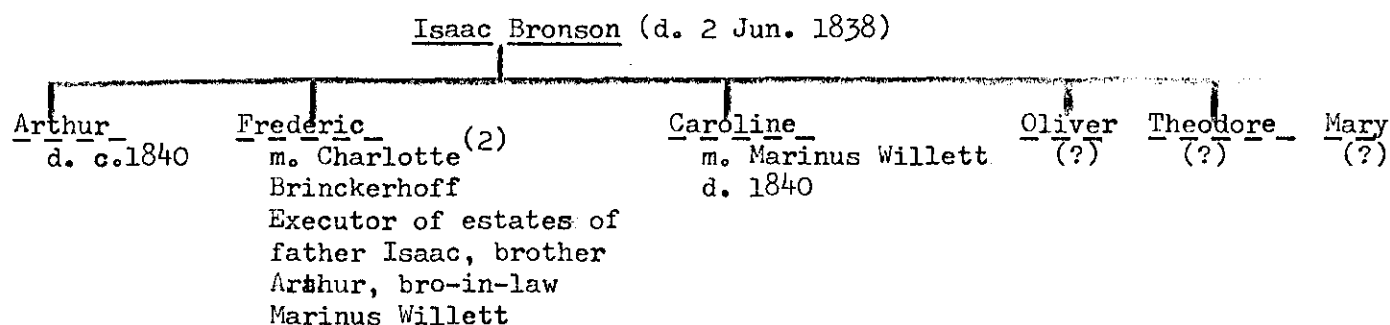 Isaac Bronson (d. 2 Jun. 1838)
Arthur Frederic (2) Caroline Oliver Theodore Mary
d. c.1840 m. Charlotte m. Marinus Willett (?) (?) (?)
Brinckerhoff d. 1840
Executor of estates of
father Isaac, brother
Arthur, bro-in-law
Marinus Willett